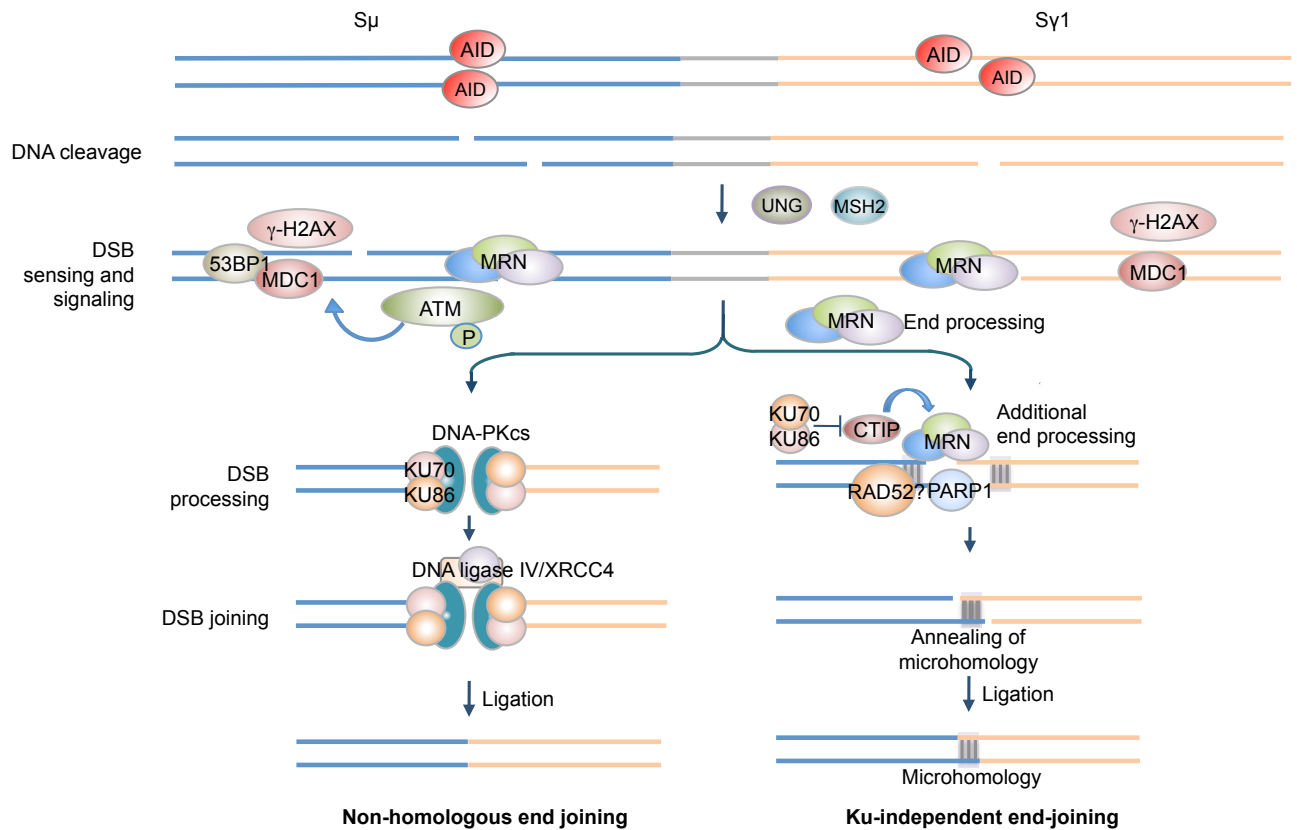 Sµ
Sγ1
AID
AID
AID
AID
DNA cleavage
UNG
MSH2
γ-H2AX
γ-H2AX
DSB
sensing and
signaling
53BP1
MDC1
MRN
MRN
MDC1
ATM
P
MRN
End processing
KU70
KU86
CTIP
MRN
Additional
end processing
DNA-PKcs
DSB
processing
KU70
KU86
RAD52?
PARP1
DNA ligase IV/XRCC4
DSB joining
Annealing of
microhomology
Ligation
Ligation
Microhomology
Non-homologous end joining
Ku-independent end-joining